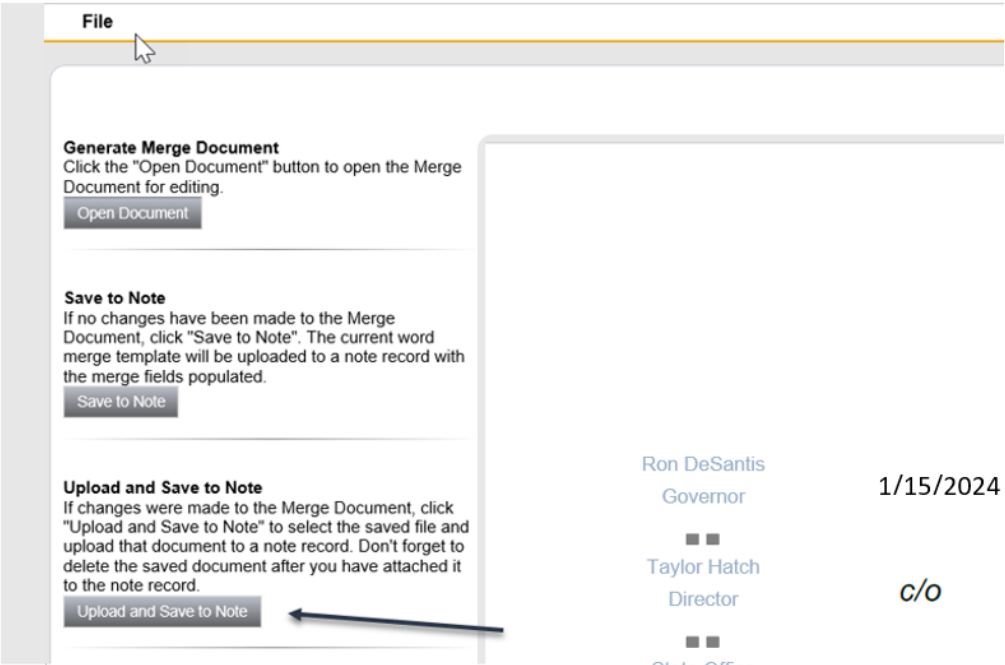 File
Generate Merge Document
Click the "Open Document" button to open the Merge
Document for editing.
Open Document
Save to Note
If no changes have been made to the Merge
Document, click "Save to Note". The current word
merge template will be uploaded to a note record with
the merge fields populated.
Save to Note
Upload and Save to Note
If changes were made to the Merge Document, click
"Upload and Save to Note" to select the saved file and
upload that document to a note record. Don't forget to
delete the saved document after you have attached it
to the note record.
Upload and Save to Note
Ron DeSantis
Governor
1/15/2024
Taylor Hatch
Director
c/o